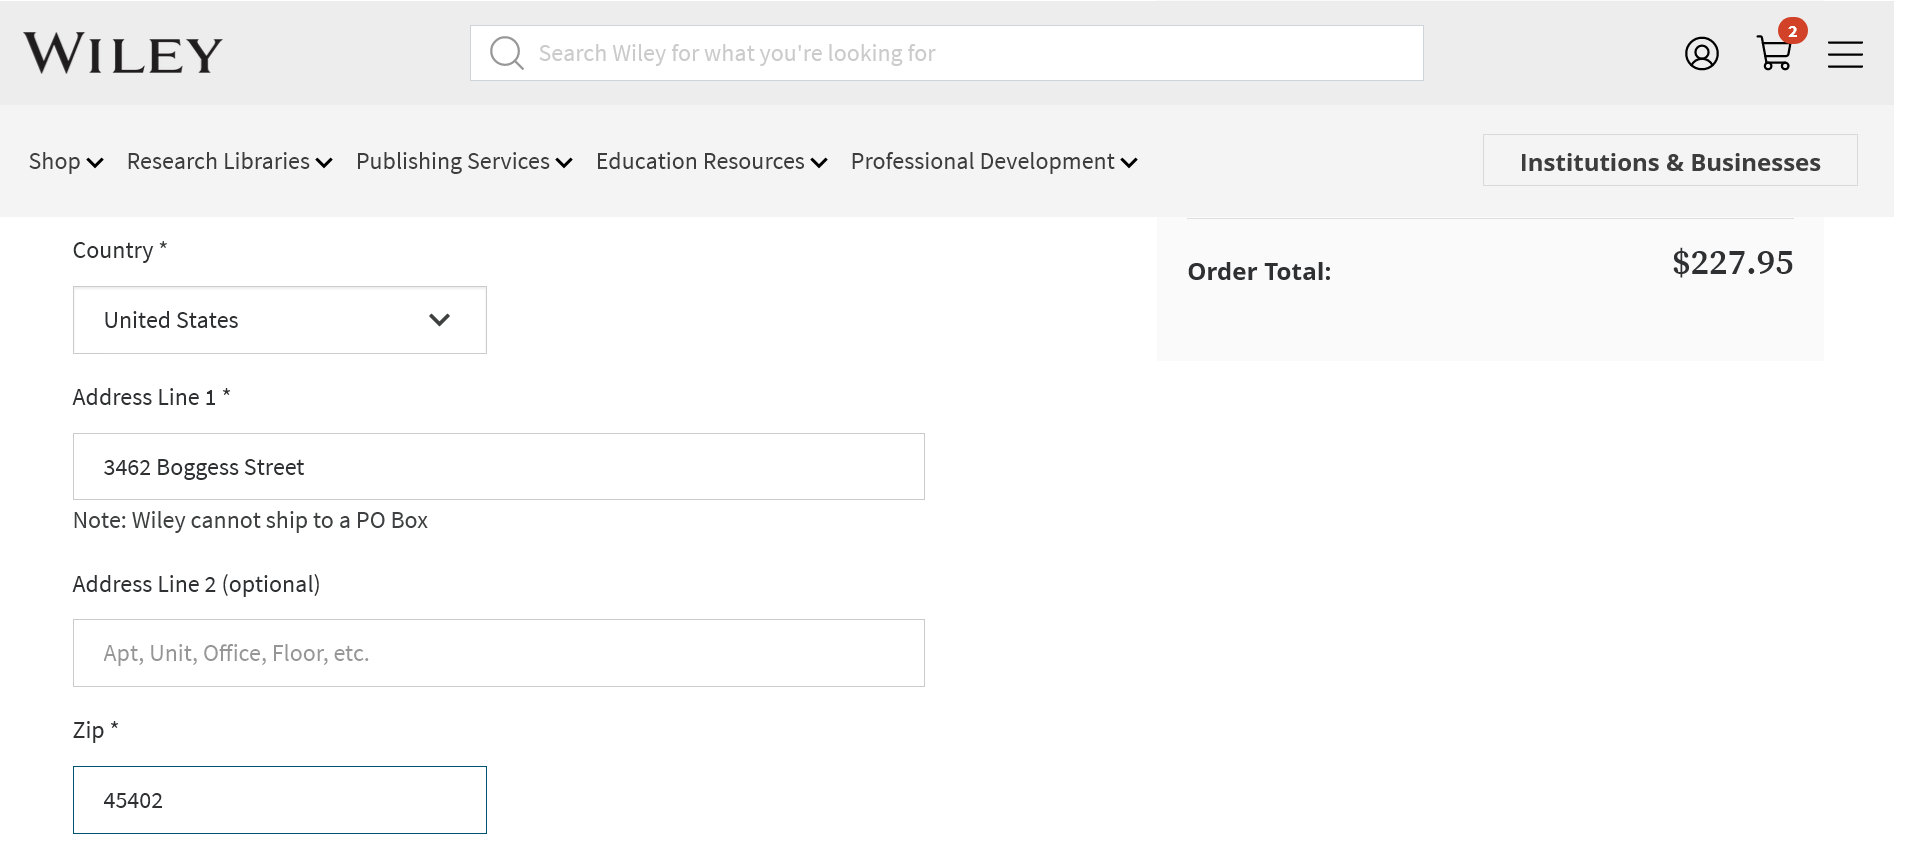 WILEY
Search Wiley for what you're looking for
2
Shop
Research Libraries
Publishing Services
Education Resources
Professional Development
Institutions & Businesses
Country *
United States
Address Line 1 *
3462 Boggess Street
Note: Wiley cannot ship to a PO Box
Address Line 2 (optional)
Apt, Unit, Office, Floor, etc.
Zip *
45402
Order Total:
$227.95